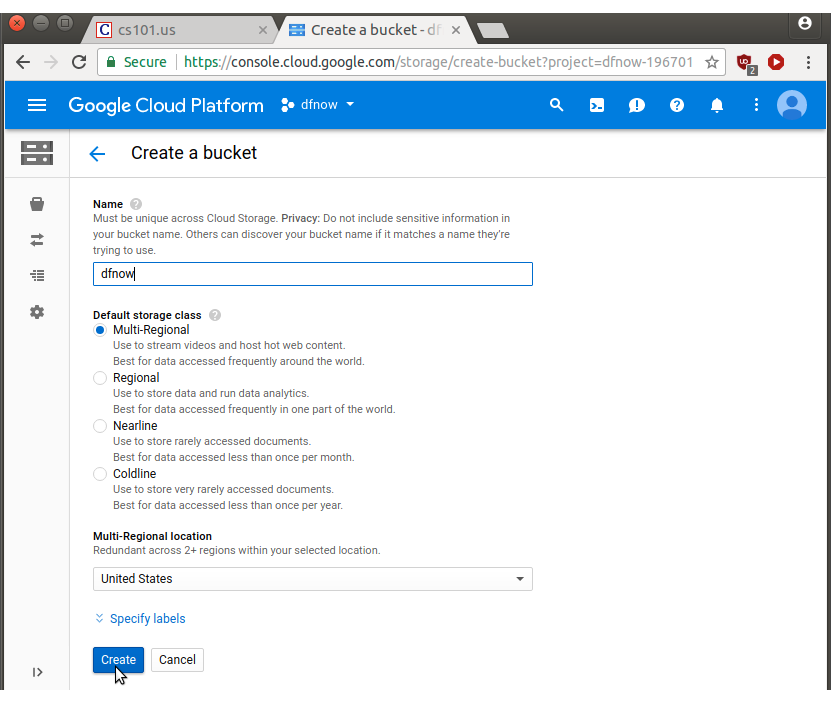 C cs101.us
Create a bucket - df
Secure https://console.cloud.google.com/storage/create-bucket?project=dfnow-196701
2
Google Cloud Platform dfnow
Create a bucket
Name
Must be unique across Cloud Storage. Privacy: Do not include sensitive information in
your bucket name. Others can discover your bucket name if it matches a name they're
trying to use.
dfnow
Default storage class
Multi-Regional
Use to stream videos and host hot web content.
Best for data accessed frequently around the world.
Regional
Use to store data and run data analytics.
Best for data accessed frequently in one part of the world.
Nearline
Use to store rarely accessed documents.
Best for data accessed less than once per month.
Coldline
Use to store very rarely accessed documents.
Best for data accessed less than once per year.
Multi-Regional location
Redundant across 2+ regions within your selected location.
United States
Specify labels
Create Cancel